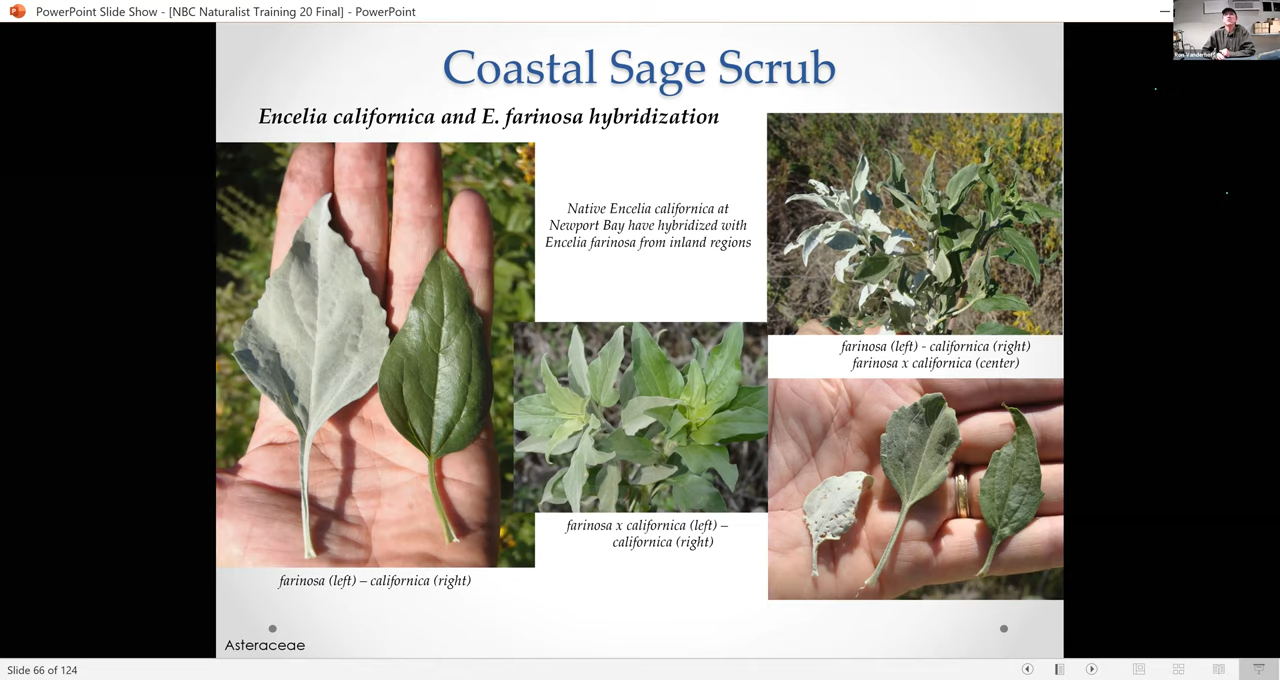 PowerPoint Slide Show - [NBC Naturalist Training 20 Final] - PowerPoint
Ron Vanderhoff
Coastal Sage Scrub
Encelia californica and E. farinosa hybridization
Native Encelia californica at
Newport Bay have hybridized with
Encelia farinosa from inland regions
farinosa (left) - californica (right)
farinosa x californica (center)
farinosa x californica (left) –
californica (right)
farinosa (left) – californica (right)
Asteraceae
Slide 66 of 124